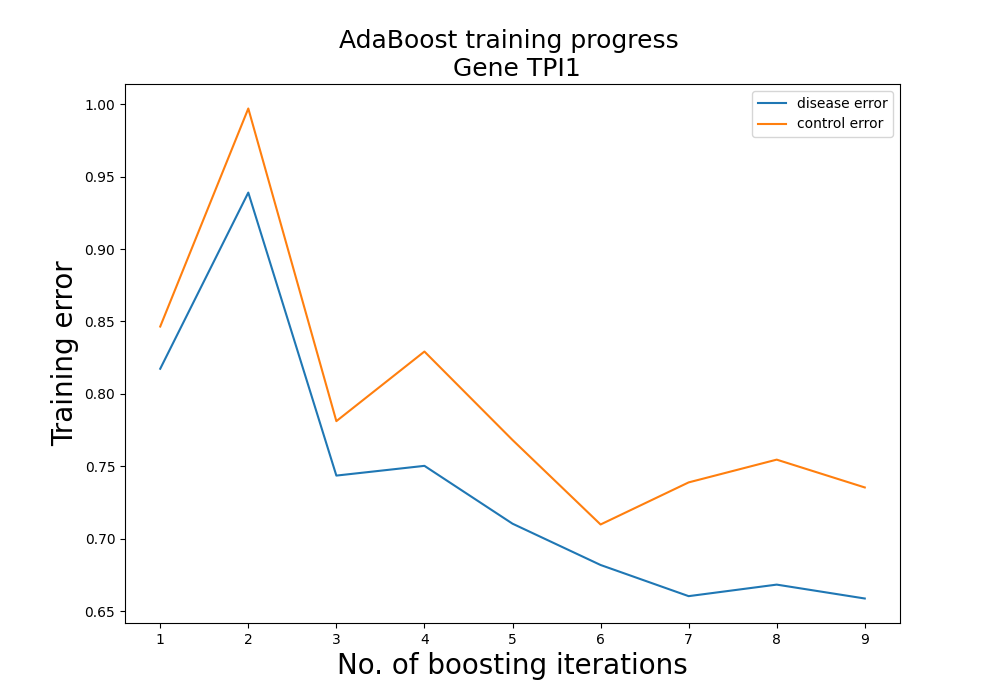 AdaBoost training progress
Gene TPI1
disease error
control error
Training error
1.00
0.95
0.90
0.85
0.80
0.75
0.70
0.65
1 2 3 4 5 6 7 8 9
No. of boosting iterations